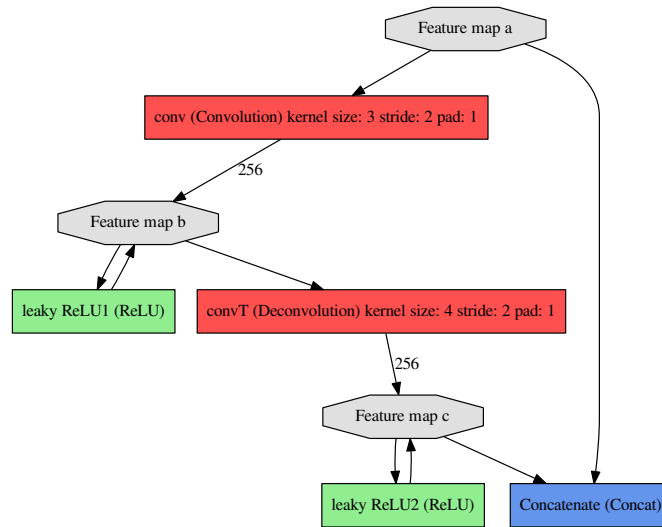 Feature map a
conv (Convolution) kernel size: 3 stride: 2 pad: 1
256
Feature map b
leaky ReLU1 (ReLU)
convT (Deconvolution) kernel size: 4 stride: 2 pad: 1
256
Feature map c
leaky ReLU2 (ReLU)
Concatenate (Concat)